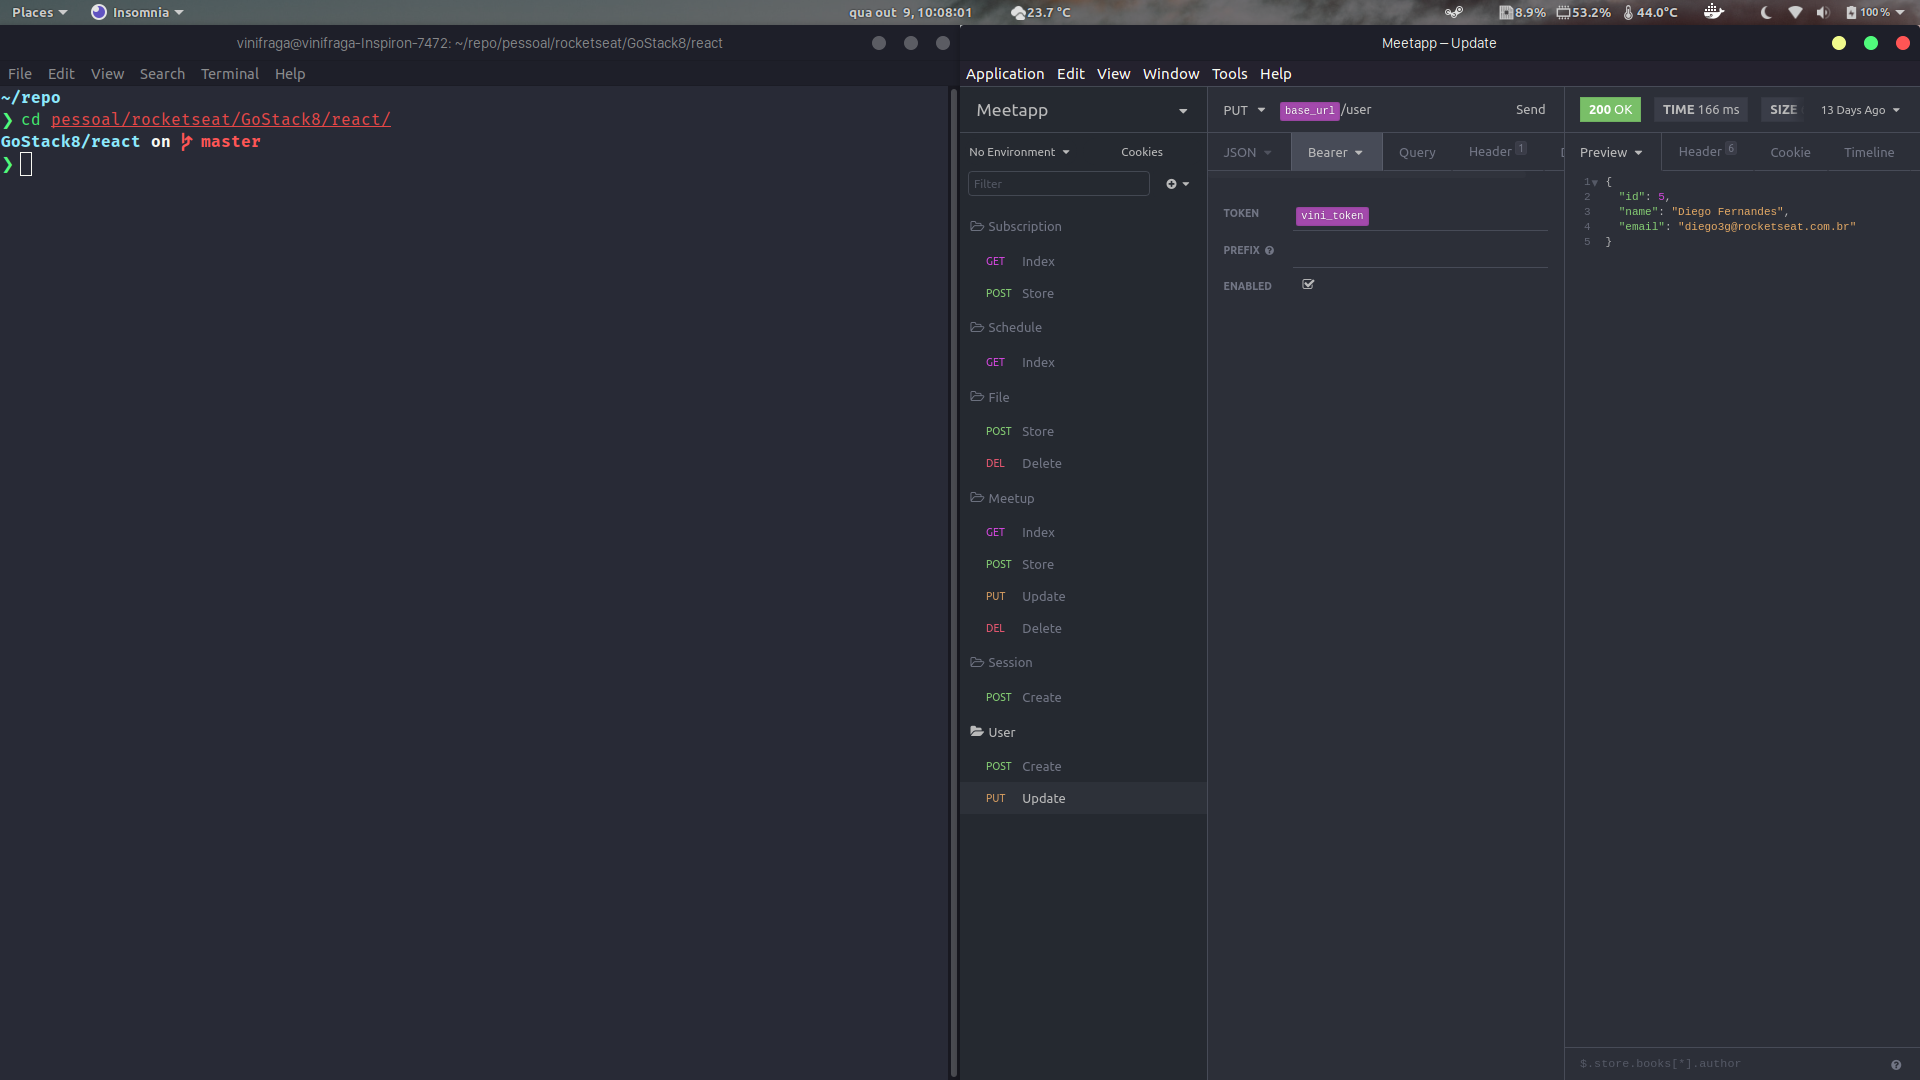 Places
Insomnia
qua out 9, 10:08:01
23.7 °C
8.9%
53.2%
44.0°C
100 %
vinifraga@vinifraga-Inspiron-7472: ~/repo/pessoal/rocketseat/GoStack8/react
File Edit View Search Terminal Help
~/repo
❯ cd pessoal/rocketseat/GoStack8/react/
GoStack8/react on master
❯
Meetapp – Update
Application Edit View Window Tools Help
Meetapp
No Environment
Cookies
Filter
Subscription
GET Index
POST Store
Schedule
GET Index
File
POST Store
DEL Delete
Meetup
GET Index
POST Store
PUT Update
DEL Delete
Session
POST Create
User
POST Create
PUT Update
PUT base_url/user Send
JSON Bearer Query Header 1
TOKEN vini_token
PREFIX
ENABLED
200 OK TIME 166 ms SIZE 13 Days Ago
Preview Header 6 Cookie Timeline
1 {
2 "id": 5,
3 "name": "Diego Fernandes",
4 "email": "diego3g@rocketseat.com.br"
5 }
$.store.books[*].author